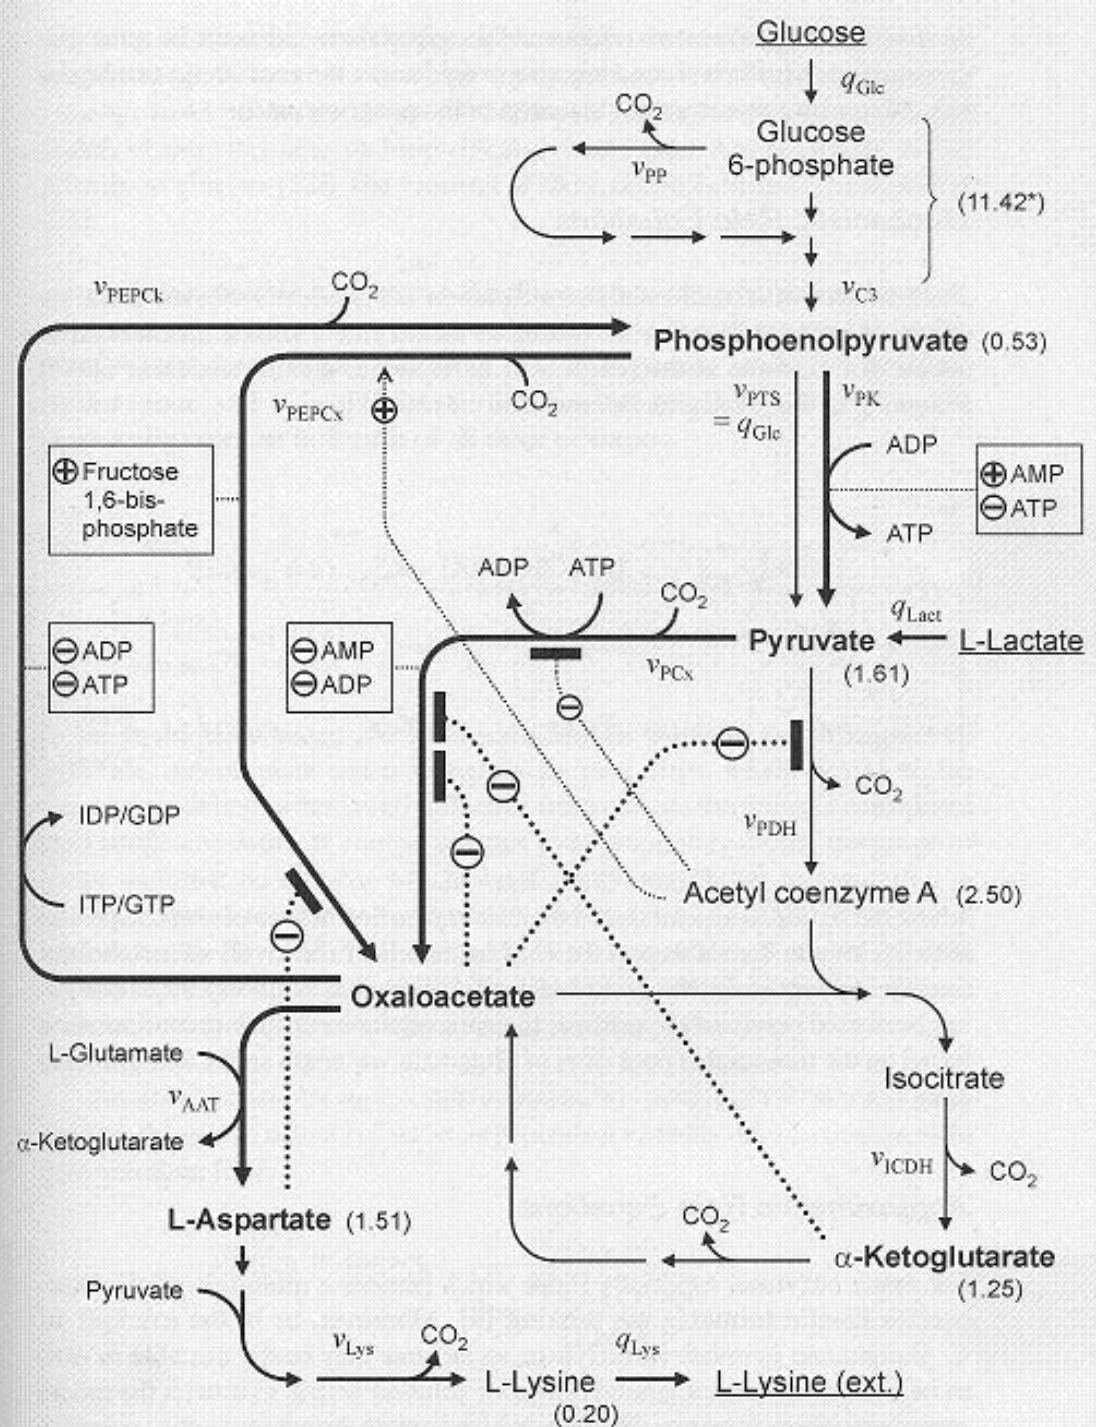 Glucose
qGlc
CO2
Glucose
6-phosphate
vPP
(11.42*)
vPEPCk
CO2
vC3
Phosphoenolpyruvate (0.53)
vPEPCx
⊕
CO2
vPTS
= qGlc
vPK
ADP
⊕ Fructose
1,6-bis-
phosphate
⊕ AMP
⊖ ATP
ATP
ADP
ATP
CO2
qLact
Pyruvate
L-Lactate
(1.61)
vPCx
⊖ ADP
⊖ ATP
⊖ AMP
⊖ ADP
⊖
⊖
⊖
CO2
IDP/GDP
vPDH
⊖
ITP/GTP
Acetyl coenzyme A (2.50)
⊖
Oxaloacetate
L-Glutamate
vAAT
α-Ketoglutarate
Isocitrate
vICDH
CO2
L-Aspartate (1.51)
CO2
α-Ketoglutarate
(1.25)
Pyruvate
vLys
CO2
qLys
L-Lysine
L-Lysine (ext.)
(0.20)